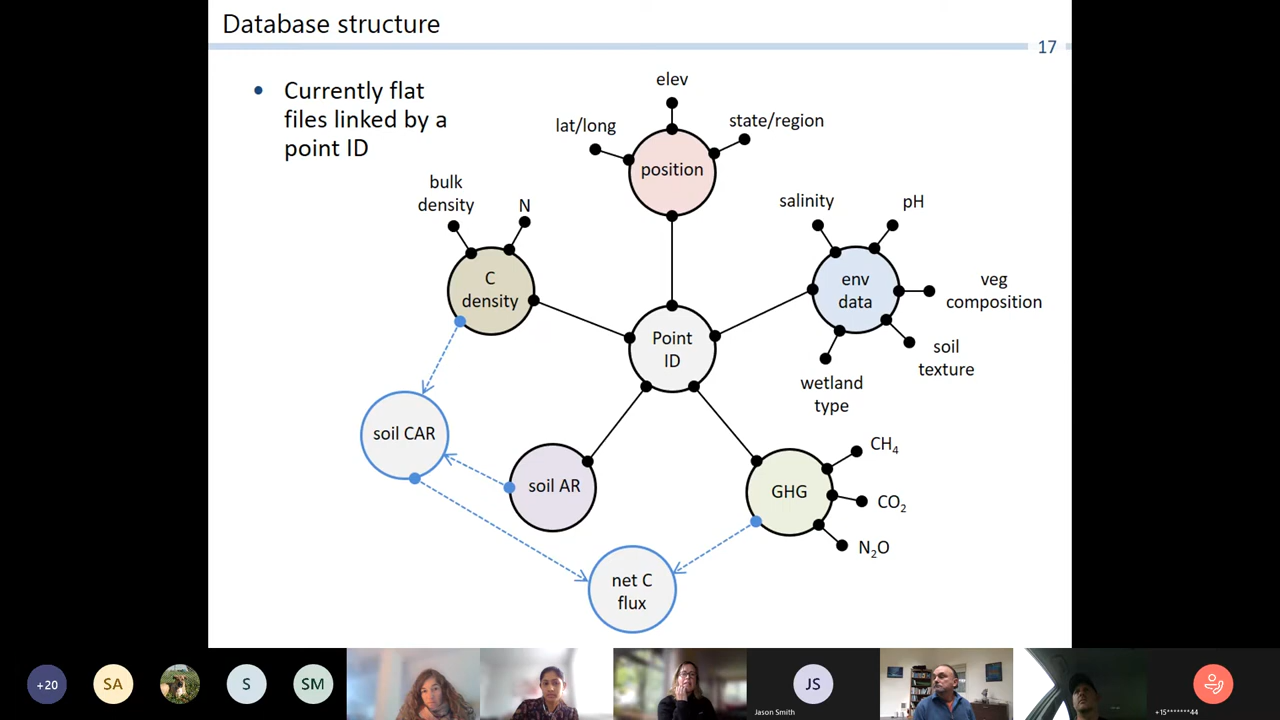 Database structure
17
• Currently flat
files linked by a
point ID
elev
lat/long
state/region
position
bulk
density
N
salinity
pH
C
density
env
data
veg
composition
Point
ID
soil
texture
wetland
type
soil CAR
soil AR
GHG
CH₄
CO₂
N₂O
net C
flux
+20
SA
S
SM
JS
Jason Smith
+15*******44